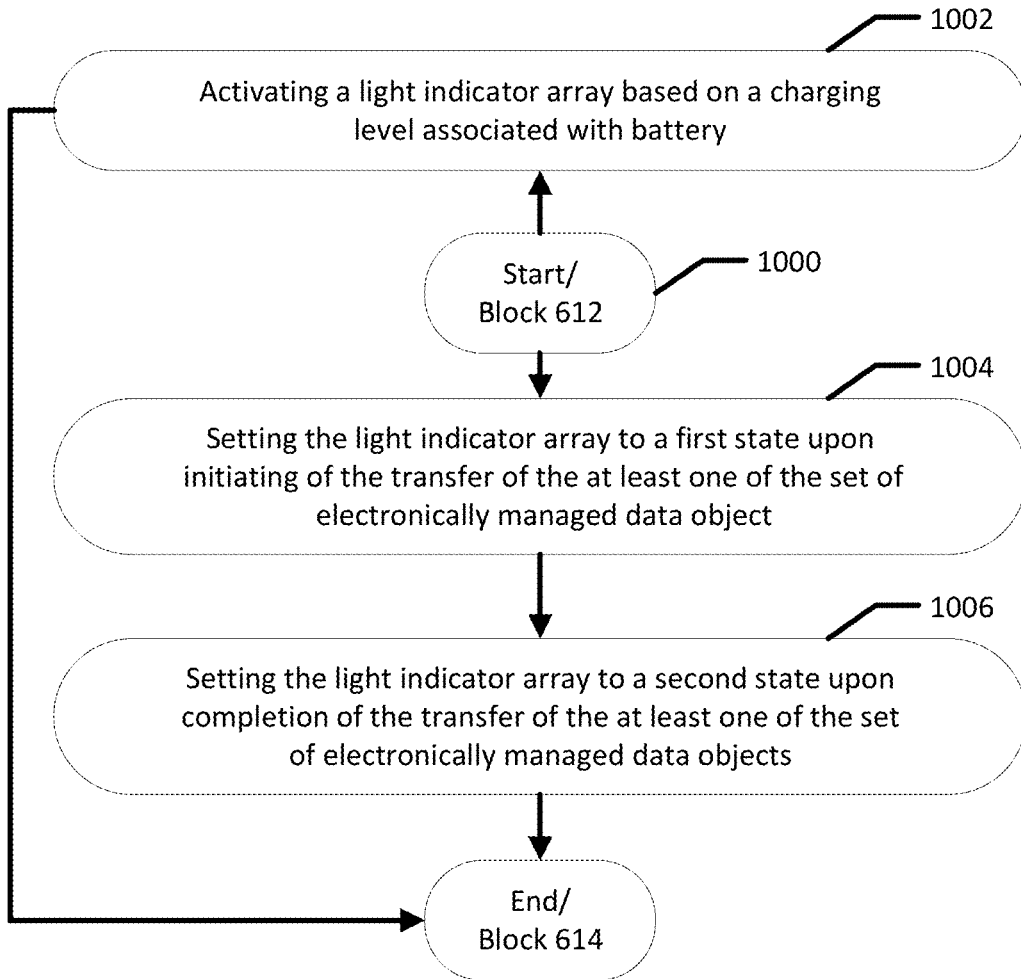 1002
Activating a light indicator array based on a charging
level associated with battery
Start/
Block 612
1000
1004
Setting the light indicator array to a first state upon
initiating of the transfer of the at least one of the set of
electronically managed data object
1006
Setting the light indicator array to a second state upon
completion of the transfer of the at least one of the set
of electronically managed data objects
End/
Block 614